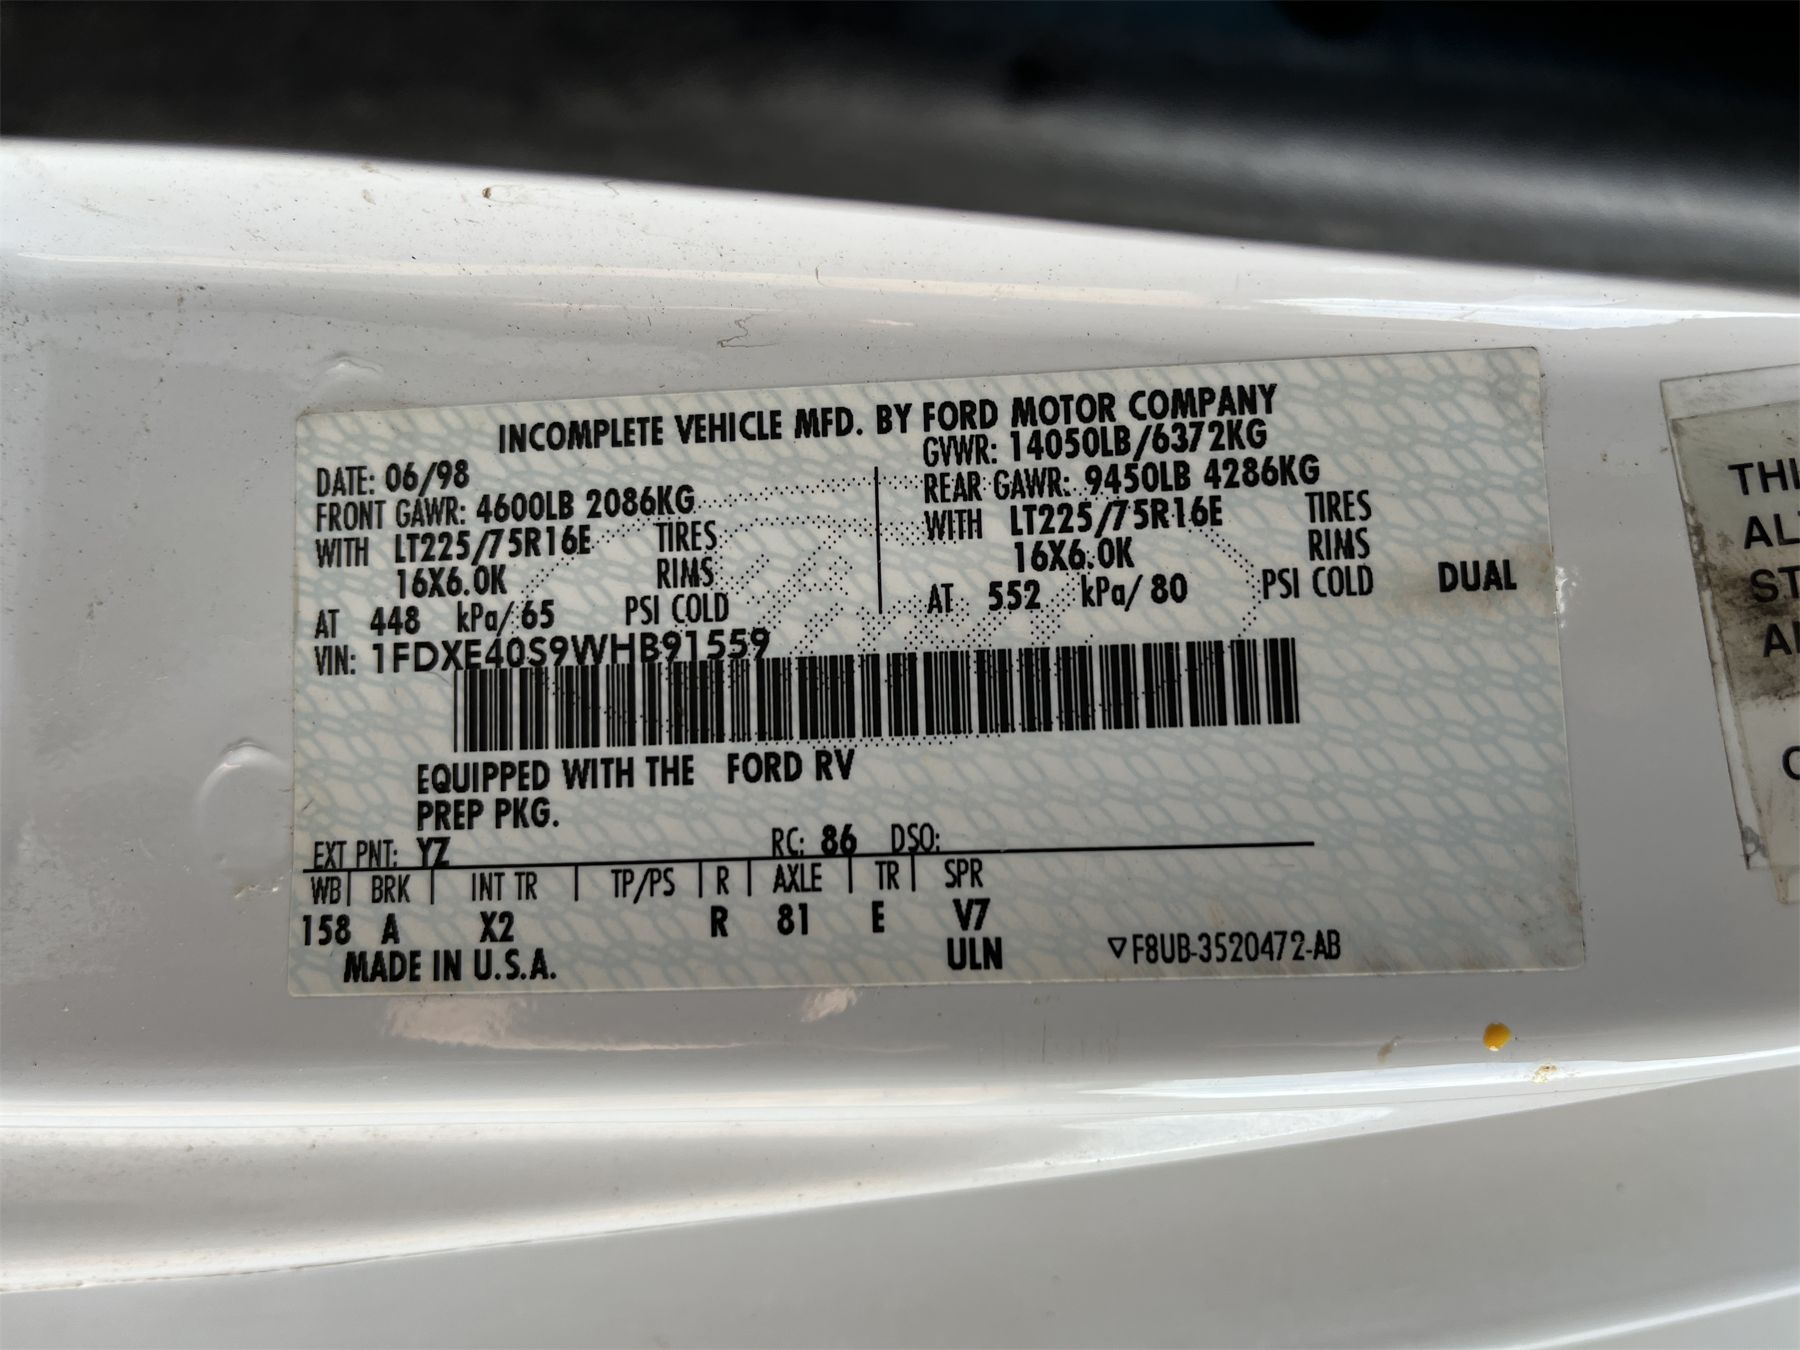 INCOMPLETE VEHICLE MFD. BY FORD MOTOR COMPANY
DATE: 06/98 GVWR: 14050LB/6372KG
FRONT GAWR: 4600LB 2086KG REAR GAWR: 9450LB 4286KG
WITH LT225/75R16E TIRES WITH LT225/75R16E TIRES
16X6.0K RIMS 16X6.0K RIMS
AT 448 kPa/65 PSI COLD AT 552 kPa/80 PSI COLD DUAL
VIN: 1FDXE40S9WHB91559
EQUIPPED WITH THE FORD RV
PREP PKG.
EXT PNT: YZ RC: 86 DSO:
WB BRK INT TR TP/PS R AXLE TR SPR
158 A X2 R 81 E V7
MADE IN U.S.A. ULN ▽F8UB-3520472-AB